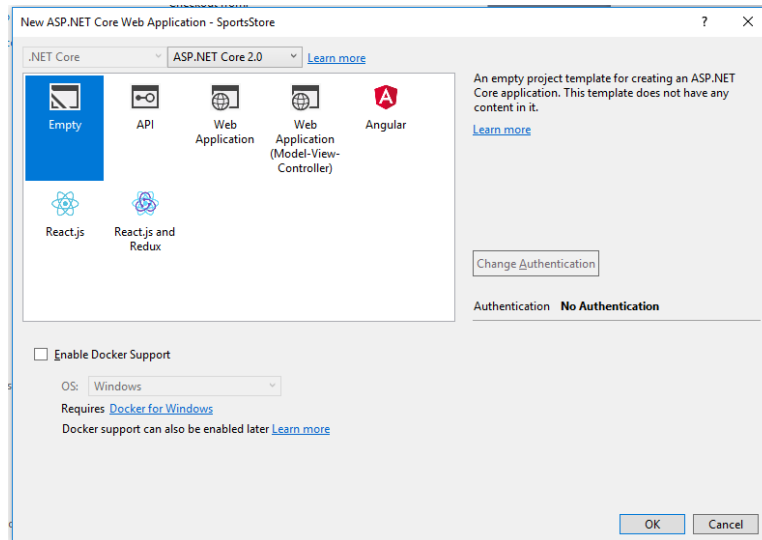 New ASP.NET Core Web Application - SportsStore
.NET Core
ASP.NET Core 2.0
Learn more
Empty
API
Web
Application
Web
Application
(Model-View-
Controller)
Angular
React.js
React.js and
Redux
An empty project template for creating an ASP.NET
Core application. This template does not have any
content in it.
Learn more
Change Authentication
Authentication No Authentication
Enable Docker Support
OS: Windows
Requires Docker for Windows
Docker support can also be enabled later Learn more
OK
Cancel